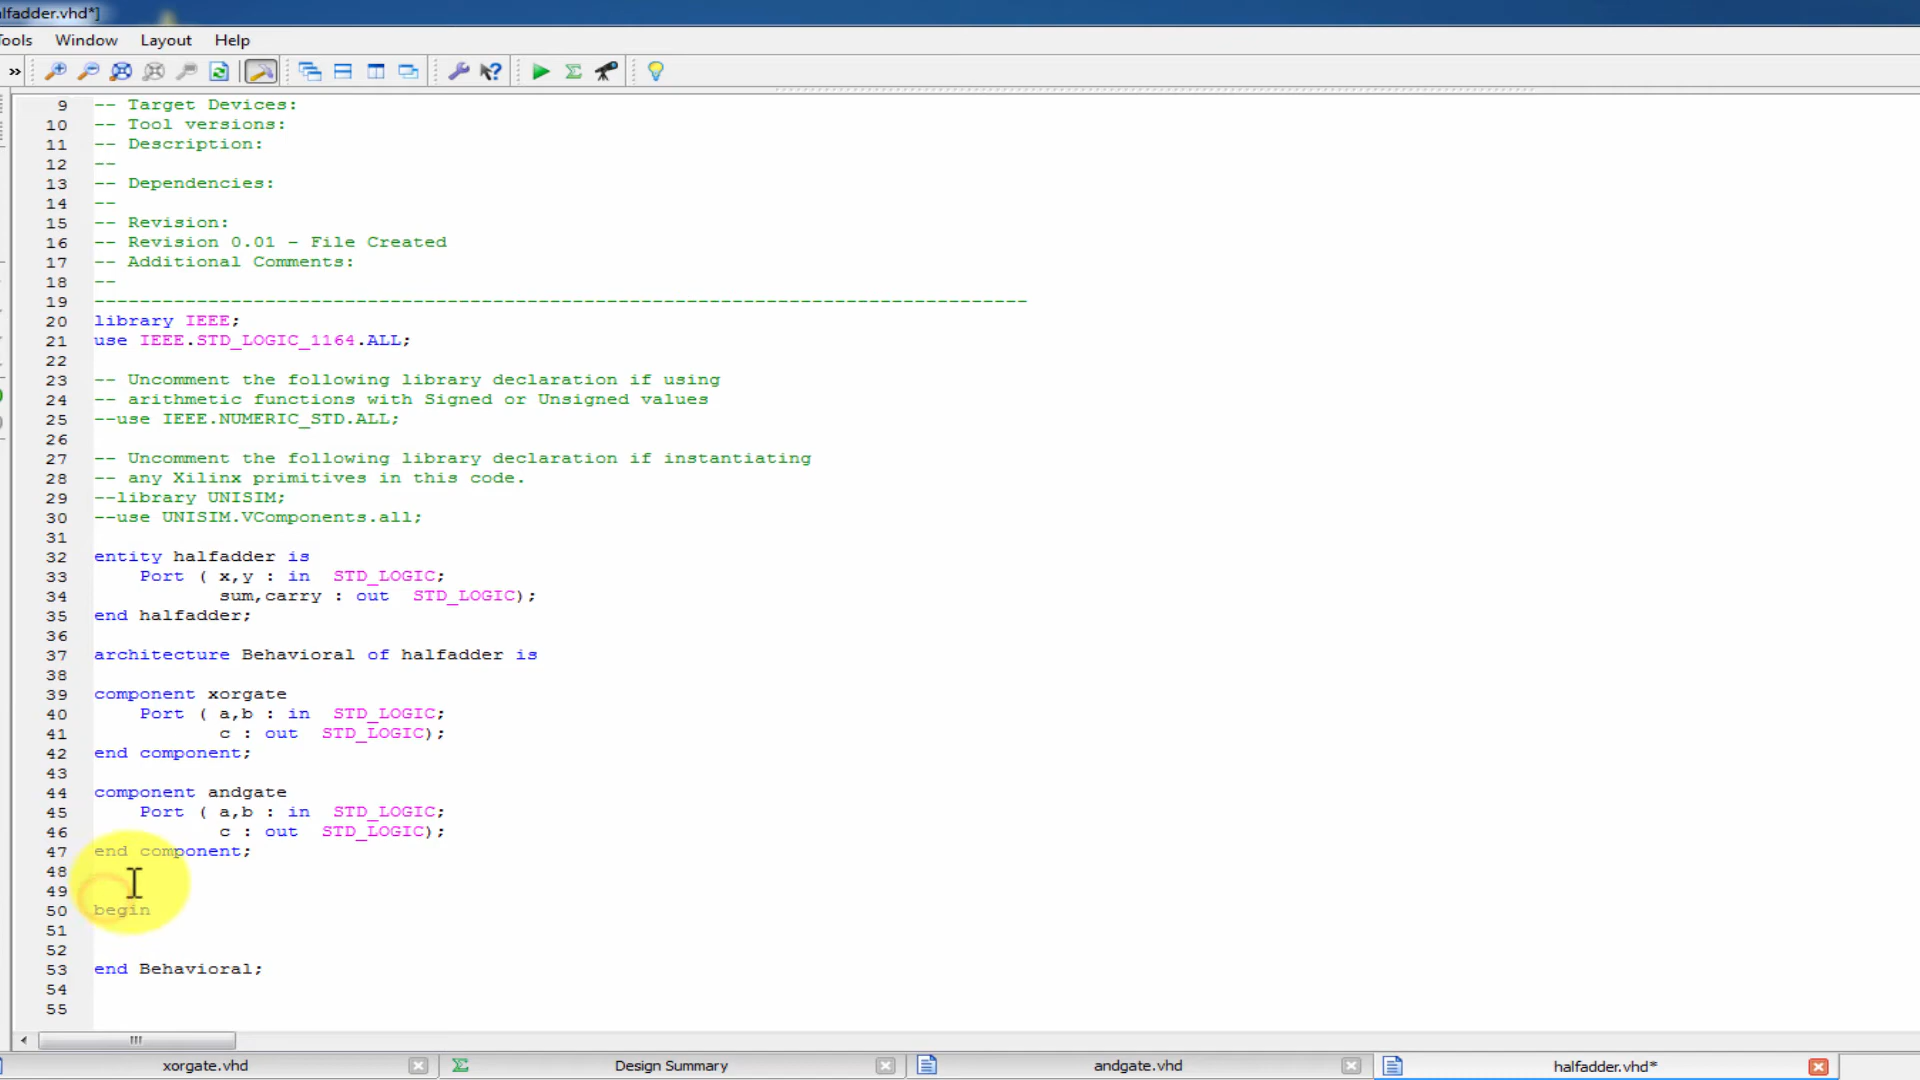 lfadder.vhd*]
Tools Window Layout Help
»
9 -- Target Devices:
10 -- Tool versions:
11 -- Description:
12 --
13 -- Dependencies:
14 --
15 -- Revision:
16 -- Revision 0.01 - File Created
17 -- Additional Comments:
18 --
19 ----------------------------------------------------------------------------------
20 library IEEE;
21 use IEEE.STD_LOGIC_1164.ALL;
22
23 -- Uncomment the following library declaration if using
24 -- arithmetic functions with Signed or Unsigned values
25 --use IEEE.NUMERIC_STD.ALL;
26
27 -- Uncomment the following library declaration if instantiating
28 -- any Xilinx primitives in this code.
29 --library UNISIM;
30 --use UNISIM.VComponents.all;
31
32 entity halfadder is
33     Port ( x,y : in  STD_LOGIC;
34            sum,carry : out  STD_LOGIC);
35 end halfadder;
36
37 architecture Behavioral of halfadder is
38
39 component xorgate
40     Port ( a,b : in  STD_LOGIC;
41            c : out  STD_LOGIC);
42 end component;
43
44 component andgate
45     Port ( a,b : in  STD_LOGIC;
46            c : out  STD_LOGIC);
47 end component;
48
49
50 begin
51
52
53 end Behavioral;
54
55
xorgate.vhd Design Summary andgate.vhd halfadder.vhd*